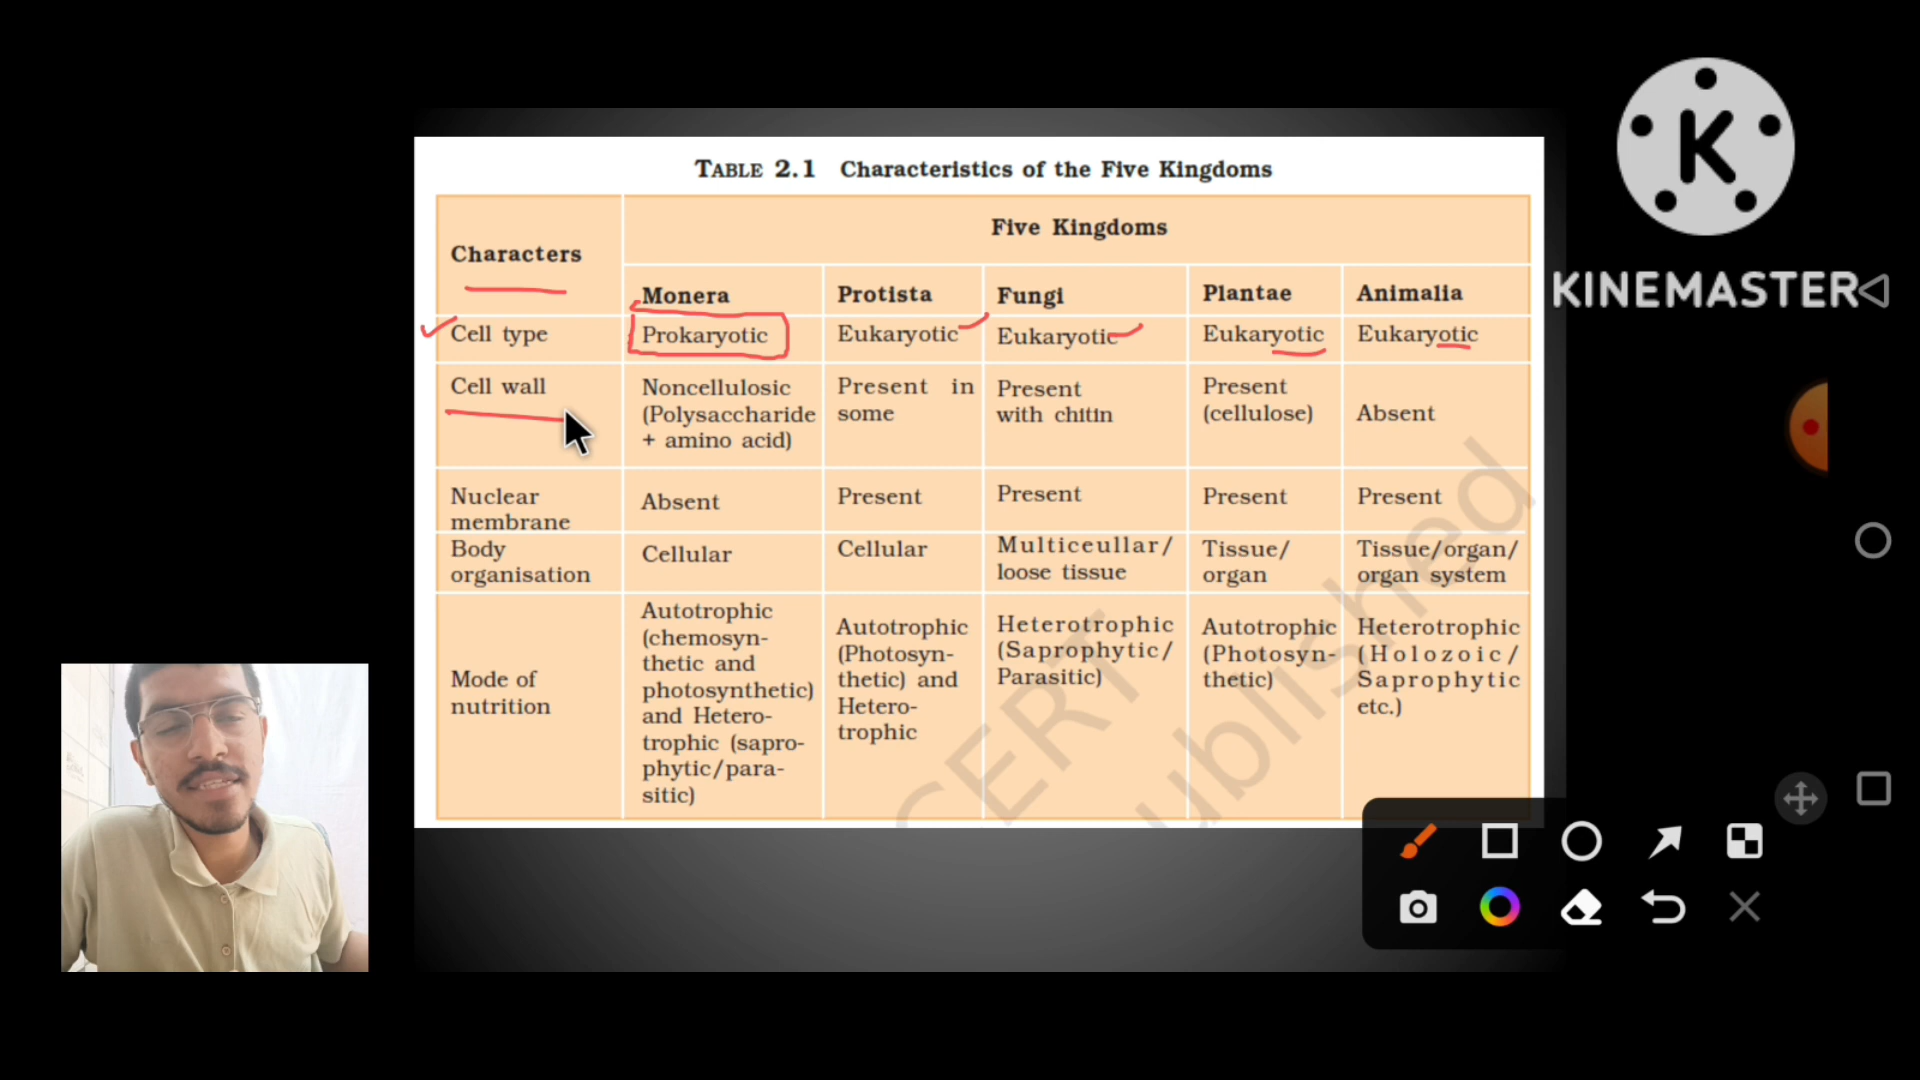 TABLE 2.1 Characteristics of the Five Kingdoms
Characters
Five Kingdoms
Monera
Protista
Fungi
Plantae
Animalia
Cell type
Prokaryotic
Eukaryotic
Eukaryotic
Eukaryotic
Eukaryotic
Cell wall
Noncellulosic
(Polysaccharide
+ amino acid)
Present in
some
Present
with chitin
Present
(cellulose)
Absent
Nuclear
membrane
Absent
Present
Present
Present
Present
Body
organisation
Cellular
Cellular
Multiceullar/
loose tissue
Tissue/
organ
Tissue/organ/
organ system
Mode of
nutrition
Autotrophic
(chemosyn-
thetic and
photosynthetic)
and Hetero-
trophic (sapro-
phytic/para-
sitic)
Autotrophic
(Photosyn-
thetic) and
Hetero-
trophic
Heterotrophic
(Saprophytic/
Parasitic)
Autotrophic
(Photosyn-
thetic)
Heterotrophic
(Holozoic/
Saprophytic
etc.)
CERT
ublished
K
KINEMASTER